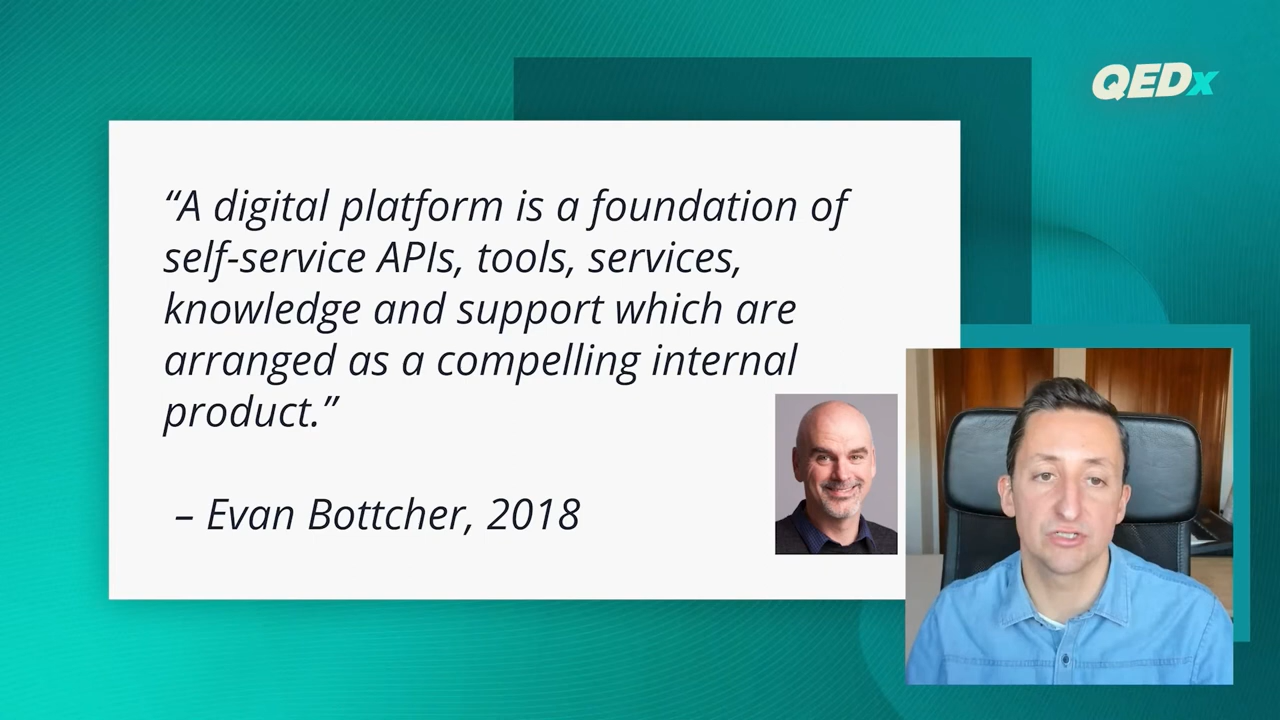 QEDx
“A digital platform is a foundation of
self-service APIs, tools, services,
knowledge and support which are
arranged as a compelling internal
product.”
– Evan Bottcher, 2018